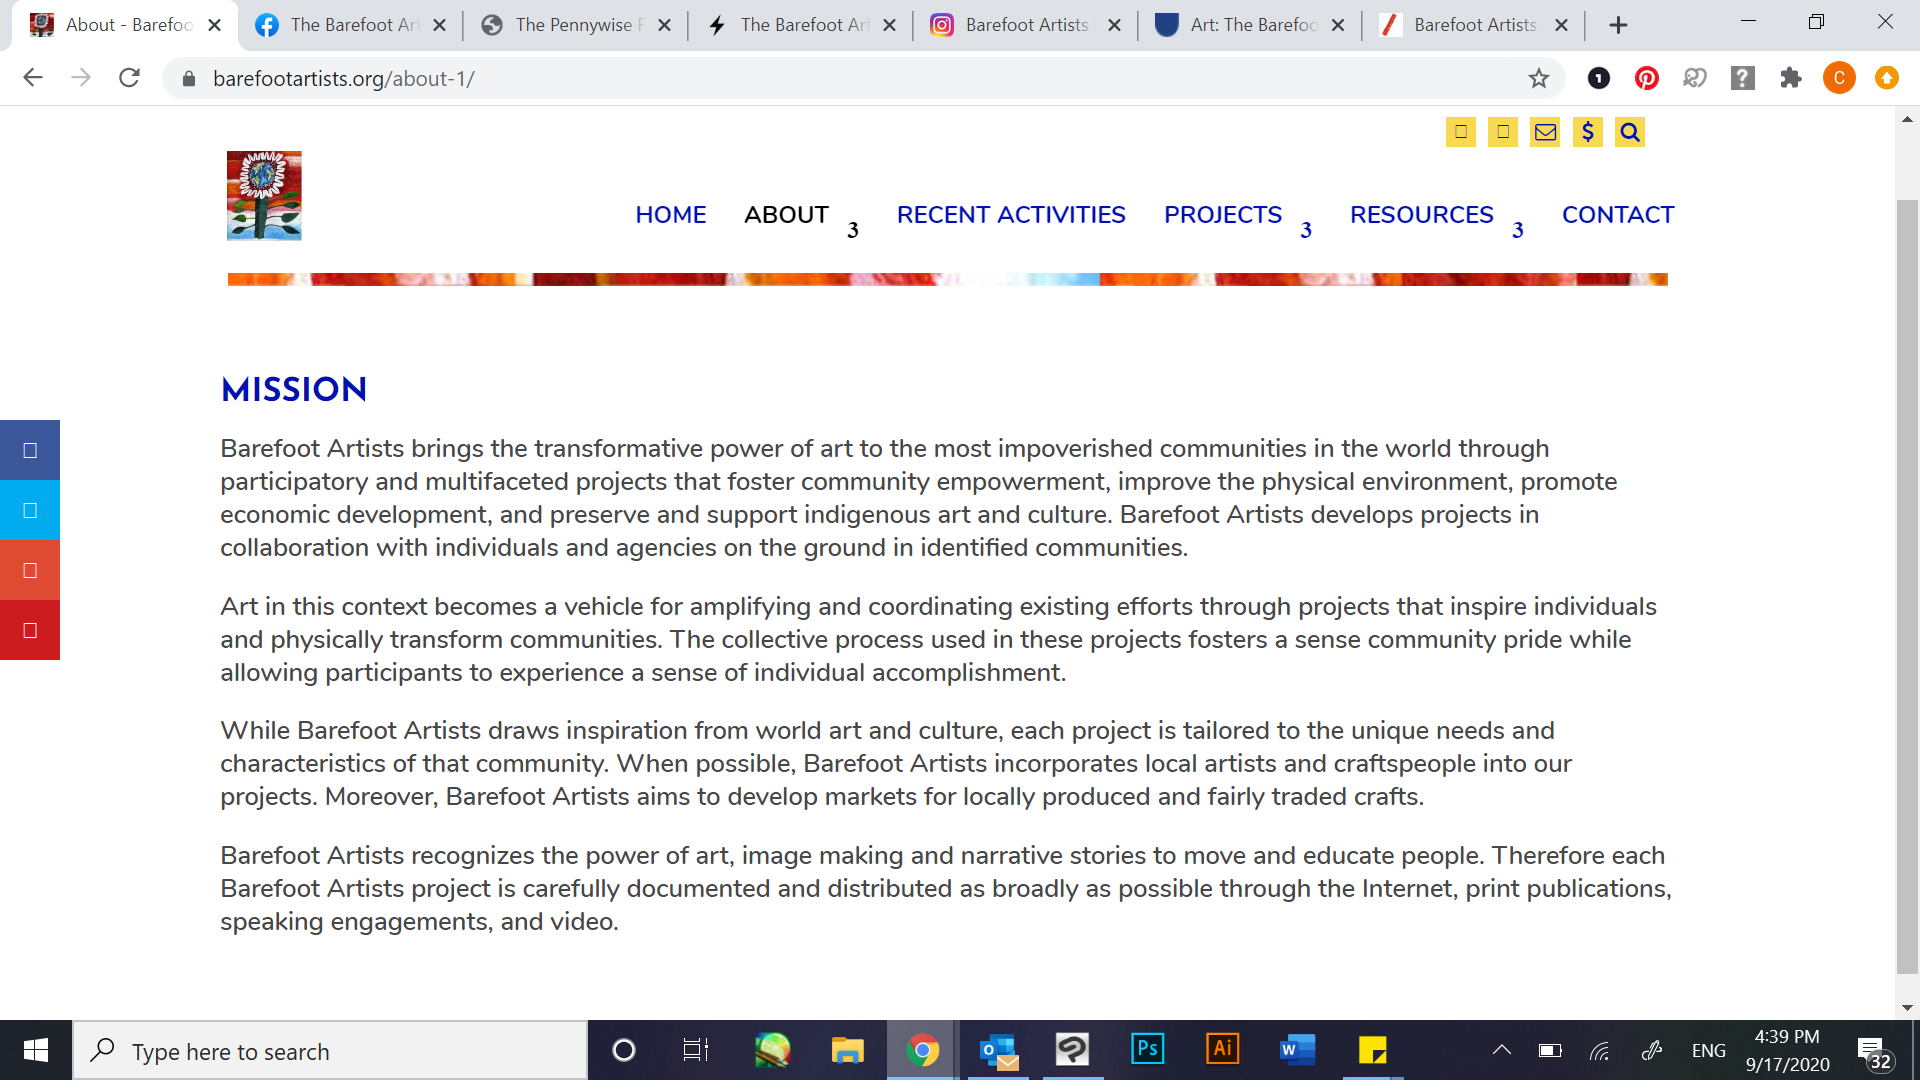 About - Barefoo
The Barefoot Art
The Pennywise F
The Barefoot Art
Barefoot Artists
Art: The Barefoo
Barefoot Artists
barefootartists.org/about-1/
C
$
HOME ABOUT 3 RECENT ACTIVITIES PROJECTS 3 RESOURCES 3 CONTACT
MISSION
Barefoot Artists brings the transformative power of art to the most impoverished communities in the world through
participatory and multifaceted projects that foster community empowerment, improve the physical environment, promote
economic development, and preserve and support indigenous art and culture. Barefoot Artists develops projects in
collaboration with individuals and agencies on the ground in identified communities.
Art in this context becomes a vehicle for amplifying and coordinating existing efforts through projects that inspire individuals
and physically transform communities. The collective process used in these projects fosters a sense community pride while
allowing participants to experience a sense of individual accomplishment.
While Barefoot Artists draws inspiration from world art and culture, each project is tailored to the unique needs and
characteristics of that community. When possible, Barefoot Artists incorporates local artists and craftspeople into our
projects. Moreover, Barefoot Artists aims to develop markets for locally produced and fairly traded crafts.
Barefoot Artists recognizes the power of art, image making and narrative stories to move and educate people. Therefore each
Barefoot Artists project is carefully documented and distributed as broadly as possible through the Internet, print publications,
speaking engagements, and video.
Type here to search
Ps
Ai
W
ENG
4:39 PM
9/17/2020
32